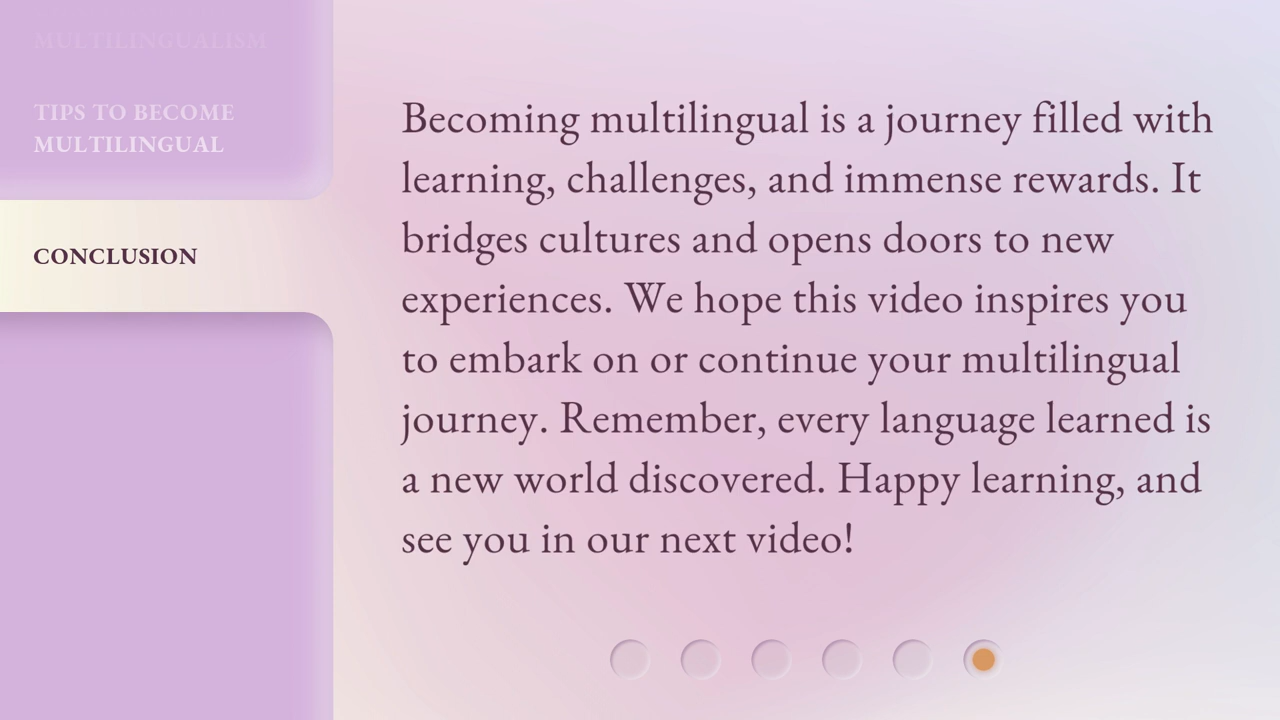 MULTILINGUALISM
TIPS TO BECOME
MULTILINGUAL
CONCLUSION
Becoming multilingual is a journey filled with
learning, challenges, and immense rewards. It
bridges cultures and opens doors to new
experiences. We hope this video inspires you
to embark on or continue your multilingual
journey. Remember, every language learned is
a new world discovered. Happy learning, and
see you in our next video!